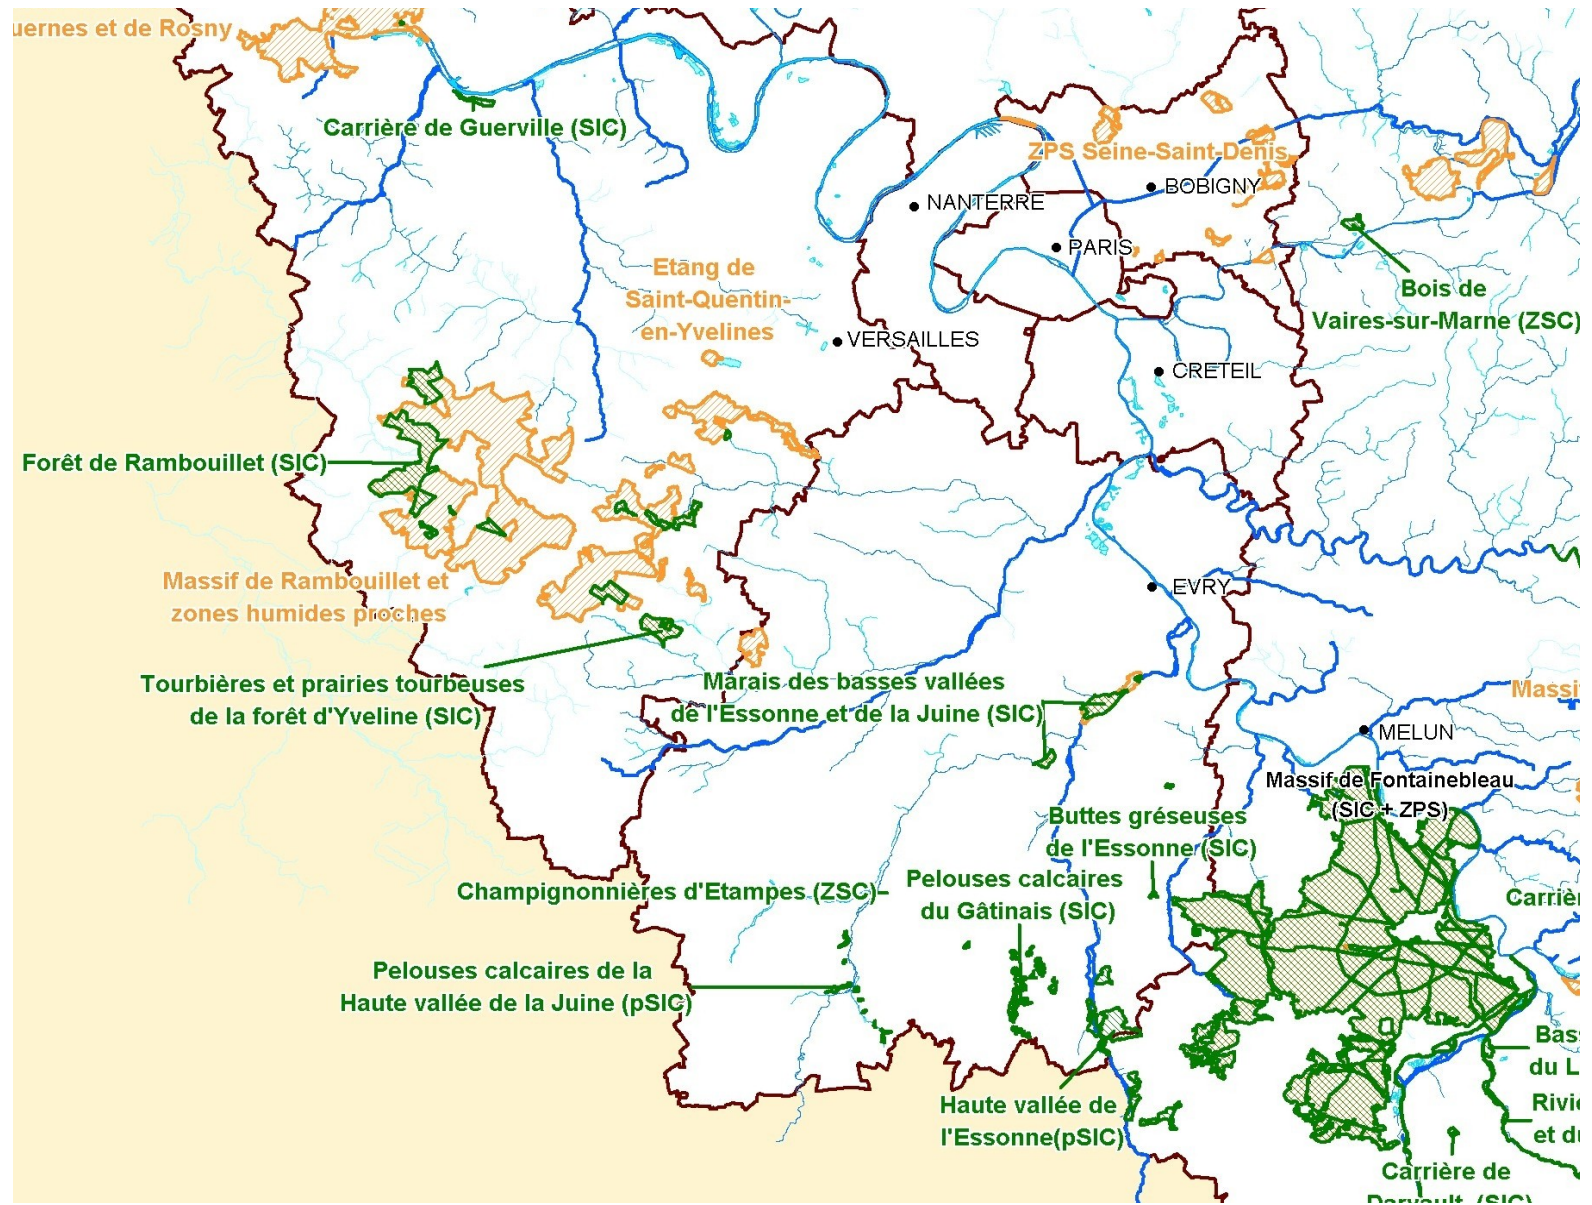 uernes et de Rosny
Carrière de Guerville (SIC)
ZPS Seine-Saint-Denis
BOBIGNY
NANTERRE
PARIS
Etang de
Saint-Quentin-
en-Yvelines
Bois de
Vaires-sur-Marne (ZSC)
VERSAILLES
CRETEIL
Forêt de Rambouillet (SIC)
Massif de Rambouillet et
zones humides proches
EVRY
Tourbières et prairies tourbeuses
de la forêt d'Yveline (SIC)
Marais des basses vallées
de l'Essonne et de la Juine (SIC)
Massi
MELUN
Massif de Fontainebleau
(SIC + ZPS)
Buttes gréseuses
de l'Essonne (SIC)
Champignonnières d'Etampes (ZSC)
Pelouses calcaires
du Gâtinais (SIC)
Carriè
Pelouses calcaires de la
Haute vallée de la Juine (pSIC)
Bas
du L
Haute vallée de
l'Essonne(pSIC)
Rivi
et du
Carrière de
Darvault (SIC)